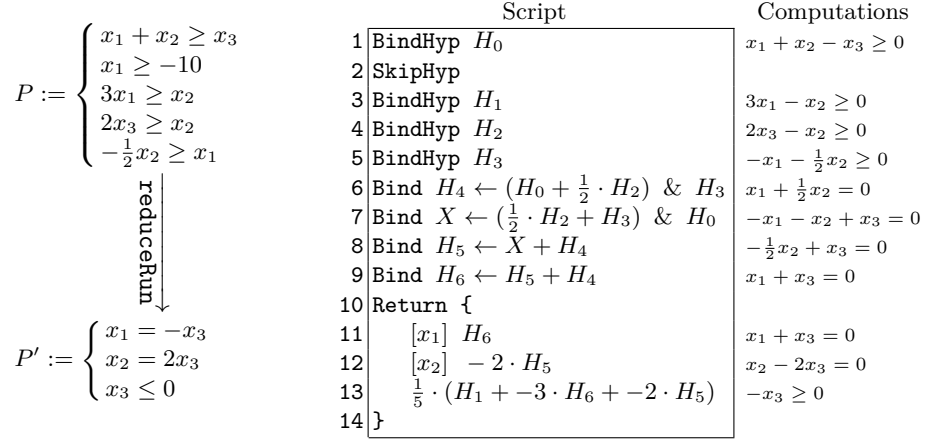 Script Computations
P := { x₁ + x₂ ≥ x₃
x₁ ≥ −10
3x₁ ≥ x₂
2x₃ ≥ x₂
−½x₂ ≥ x₁
reduceRun
P′ := { x₁ = −x₃
x₂ = 2x₃
x₃ ≤ 0
1 BindHyp H₀ x₁ + x₂ − x₃ ≥ 0
2 SkipHyp
3 BindHyp H₁ 3x₁ − x₂ ≥ 0
4 BindHyp H₂ 2x₃ − x₂ ≥ 0
5 BindHyp H₃ −x₁ − ½x₂ ≥ 0
6 Bind H₄ ← (H₀ + ½ · H₂) & H₃ x₁ + ½x₂ = 0
7 Bind X ← (½ · H₂ + H₃) & H₀ −x₁ − x₂ + x₃ = 0
8 Bind H₅ ← X + H₄ −½x₂ + x₃ = 0
9 Bind H₆ ← H₅ + H₄ x₁ + x₃ = 0
10 Return {
11 [x₁] H₆ x₁ + x₃ = 0
12 [x₂] − 2 · H₅ x₂ − 2x₃ = 0
13 ⅕ · (H₁ + −3 · H₆ + −2 · H₅) −x₃ ≥ 0
14 }